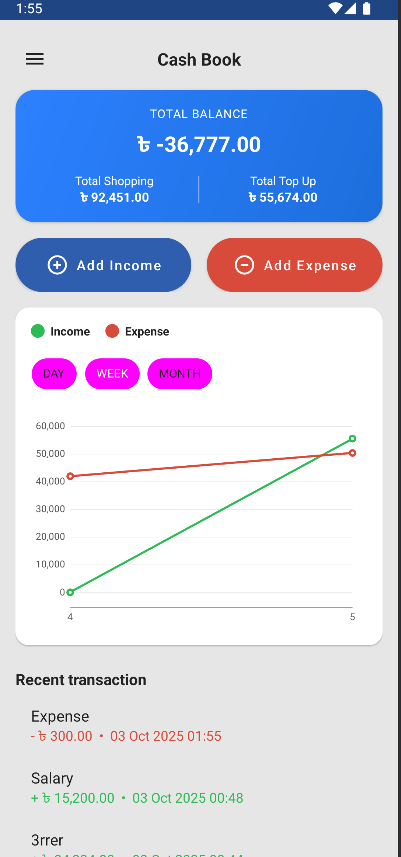 1:55
Cash Book
TOTAL BALANCE
৳ -36,777.00
Total Shopping
৳ 92,451.00
Total Top Up
৳ 55,674.00
Add Income
Add Expense
Income
Expense
DAY
WEEK
MONTH
60,000
50,000
40,000
30,000
20,000
10,000
0
4
5
Recent transaction
Expense
- ৳ 300.00 • 03 Oct 2025 01:55
Salary
+ ৳ 15,200.00 • 03 Oct 2025 00:48
3rrer